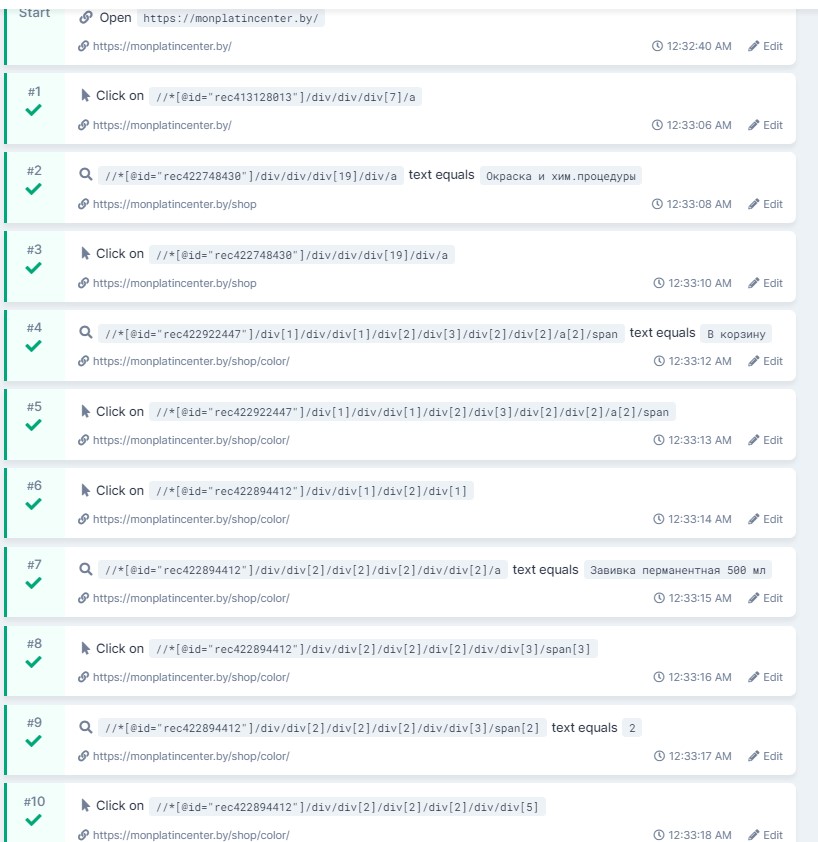 Start
Open https://monplatincenter.by/
https://monplatincenter.by/ 12:32:40 AM Edit
#1
Click on //*[@id="rec413128013"]/div/div/div[7]/a
https://monplatincenter.by/ 12:33:06 AM Edit
#2
//*[@id="rec422748430"]/div/div/div[19]/div/a text equals Окраска и хим.процедуры
https://monplatincenter.by/shop 12:33:08 AM Edit
#3
Click on //*[@id="rec422748430"]/div/div/div[19]/div/a
https://monplatincenter.by/shop 12:33:10 AM Edit
#4
//*[@id="rec422922447"]/div[1]/div/div[1]/div[2]/div[3]/div[2]/div[2]/a[2]/span text equals В корзину
https://monplatincenter.by/shop/color/ 12:33:12 AM Edit
#5
Click on //*[@id="rec422922447"]/div[1]/div/div[1]/div[2]/div[3]/div[2]/div[2]/a[2]/span
https://monplatincenter.by/shop/color/ 12:33:13 AM Edit
#6
Click on //*[@id="rec422894412"]/div/div[1]/div[2]/div[1]
https://monplatincenter.by/shop/color/ 12:33:14 AM Edit
#7
//*[@id="rec422894412"]/div/div[2]/div[2]/div[2]/div/div[2]/a text equals Завивка перманентная 500 мл
https://monplatincenter.by/shop/color/ 12:33:15 AM Edit
#8
Click on //*[@id="rec422894412"]/div/div[2]/div[2]/div[2]/div/div[3]/span[3]
https://monplatincenter.by/shop/color/ 12:33:16 AM Edit
#9
//*[@id="rec422894412"]/div/div[2]/div[2]/div[2]/div/div[3]/span[2] text equals 2
https://monplatincenter.by/shop/color/ 12:33:17 AM Edit
#10
Click on //*[@id="rec422894412"]/div/div[2]/div[2]/div[2]/div/div[5]
https://monplatincenter.by/shop/color/ 12:33:18 AM Edit